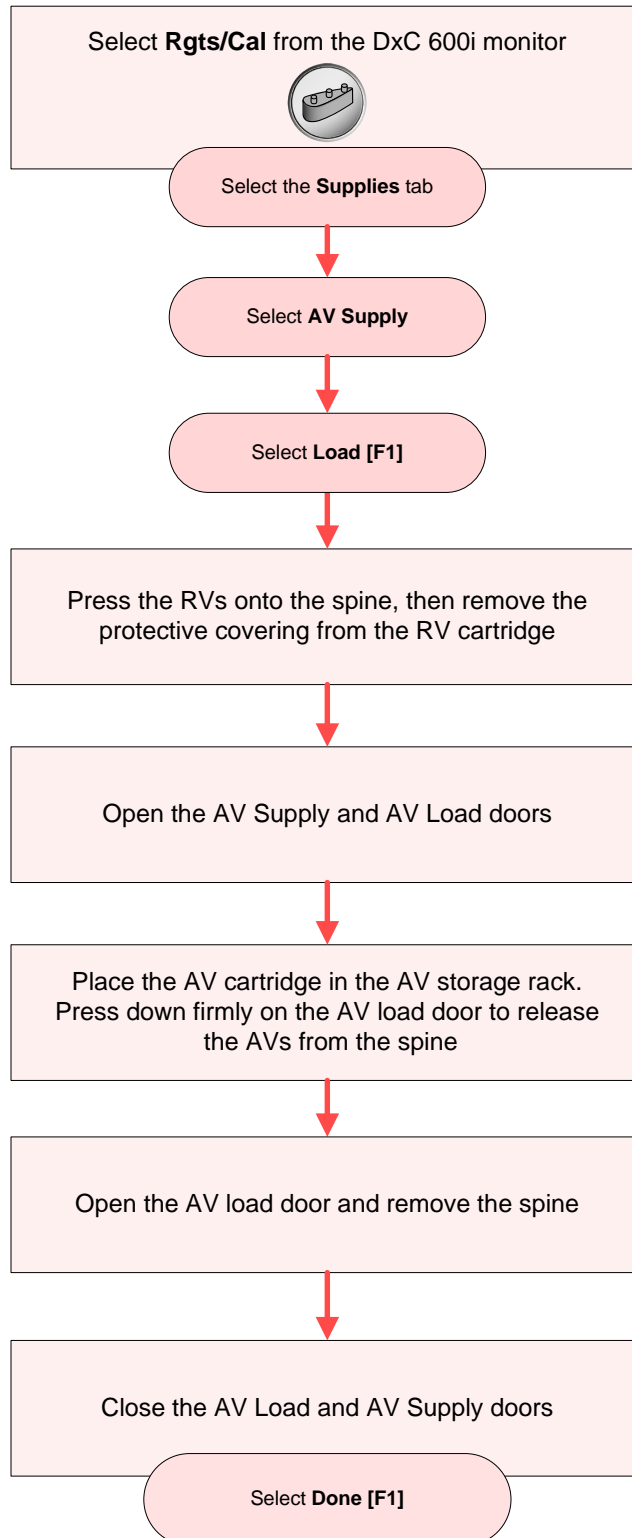 Select Rgts/Cal from the DxC 600i monitor
Select the Supplies tab
Select AV Supply
Select Load [F1]
Press the RVs onto the spine, then remove the
protective covering from the RV cartridge
Open the AV Supply and AV Load doors
Place the AV cartridge in the AV storage rack.
Press down firmly on the AV load door to release
the AVs from the spine
Open the AV load door and remove the spine
Close the AV Load and AV Supply doors
Select Done [F1]